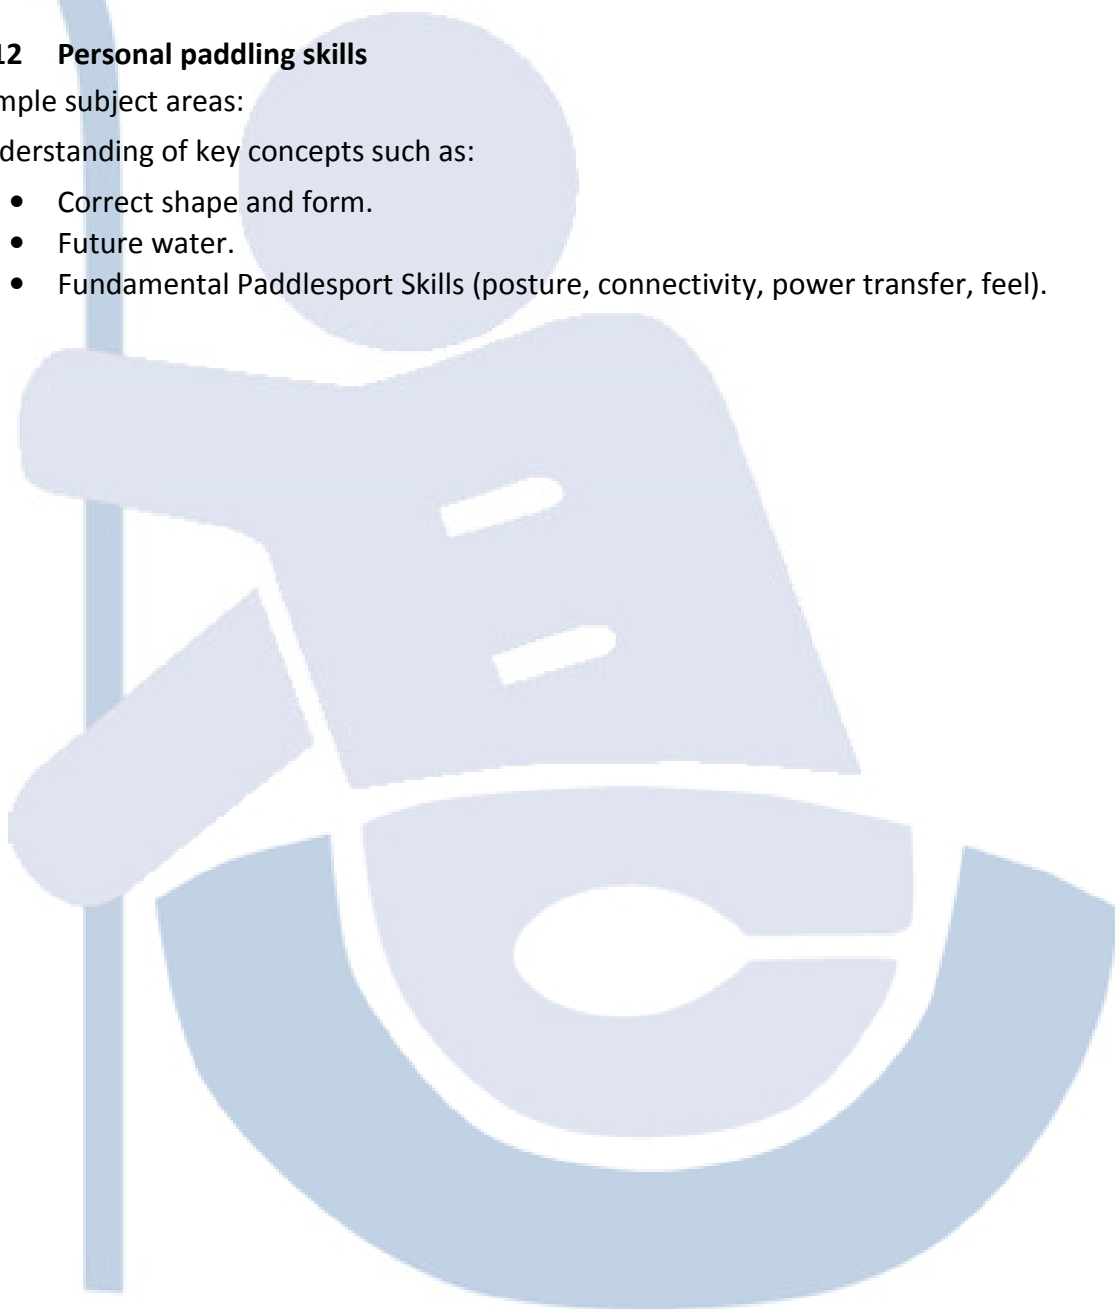 12 Personal paddling skills
mple subject areas:
derstanding of key concepts such as:
• Correct shape and form.
• Future water.
• Fundamental Paddlesport Skills (posture, connectivity, power transfer, feel).